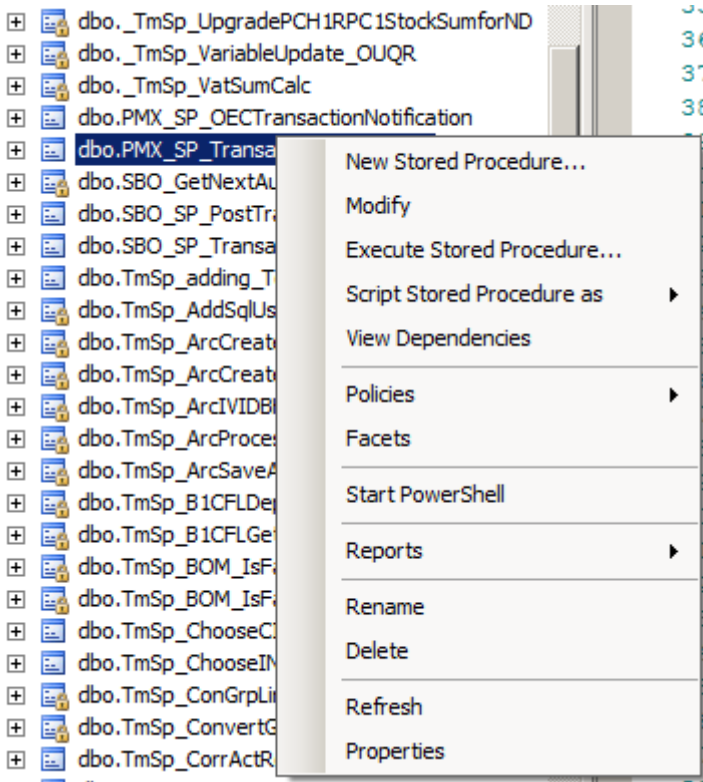 dbo._TmSp_UpgradePCH1RPC1StockSumforND
dbo._TmSp_VariableUpdate_OUQR
dbo._TmSp_VatSumCalc
dbo.PMX_SP_OECTransactionNotification
dbo.PMX_SP_Transa
dbo.SBO_GetNextAu
dbo.SBO_SP_PostTra
dbo.SBO_SP_Transa
dbo.TmSp_adding_T
dbo.TmSp_AddSqlUs
dbo.TmSp_ArcCreate
dbo.TmSp_ArcCreate
dbo.TmSp_ArcIVIDB
dbo.TmSp_ArcProces
dbo.TmSp_ArcSaveA
dbo.TmSp_B1CFLDep
dbo.TmSp_B1CFLGet
dbo.TmSp_BOM_IsFa
dbo.TmSp_BOM_IsFa
dbo.TmSp_ChooseC
dbo.TmSp_ChooseIN
dbo.TmSp_ConGrpLin
dbo.TmSp_ConvertG
dbo.TmSp_CorrActR
New Stored Procedure...
Modify
Execute Stored Procedure...
Script Stored Procedure as
View Dependencies
Policies
Facets
Start PowerShell
Reports
Rename
Delete
Refresh
Properties
36
37
38